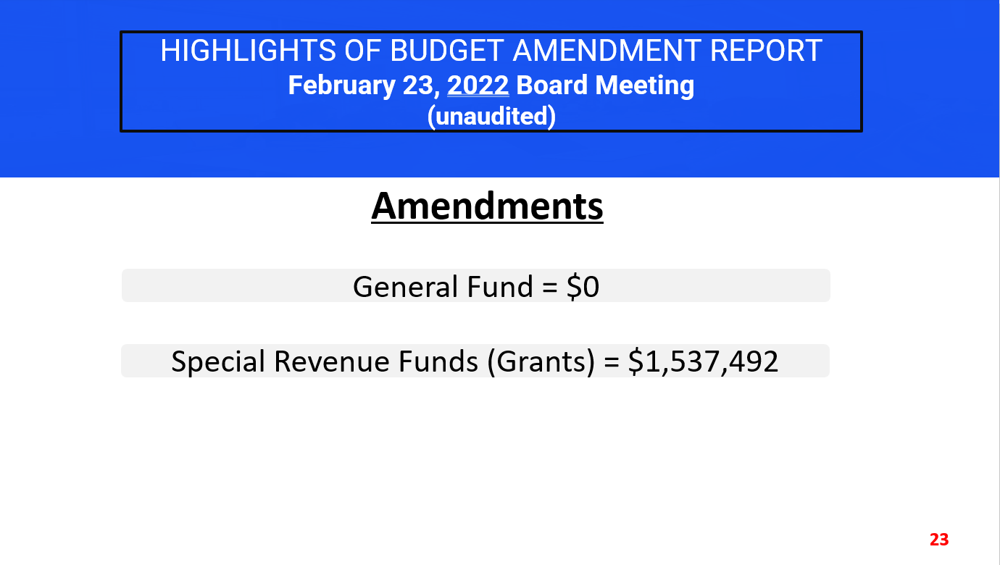 HIGHLIGHTS OF BUDGET AMENDMENT REPORT
February 23, 2022 Board Meeting
(unaudited)
Amendments
General Fund = $0
Special Revenue Funds (Grants) = $1,537,492
23